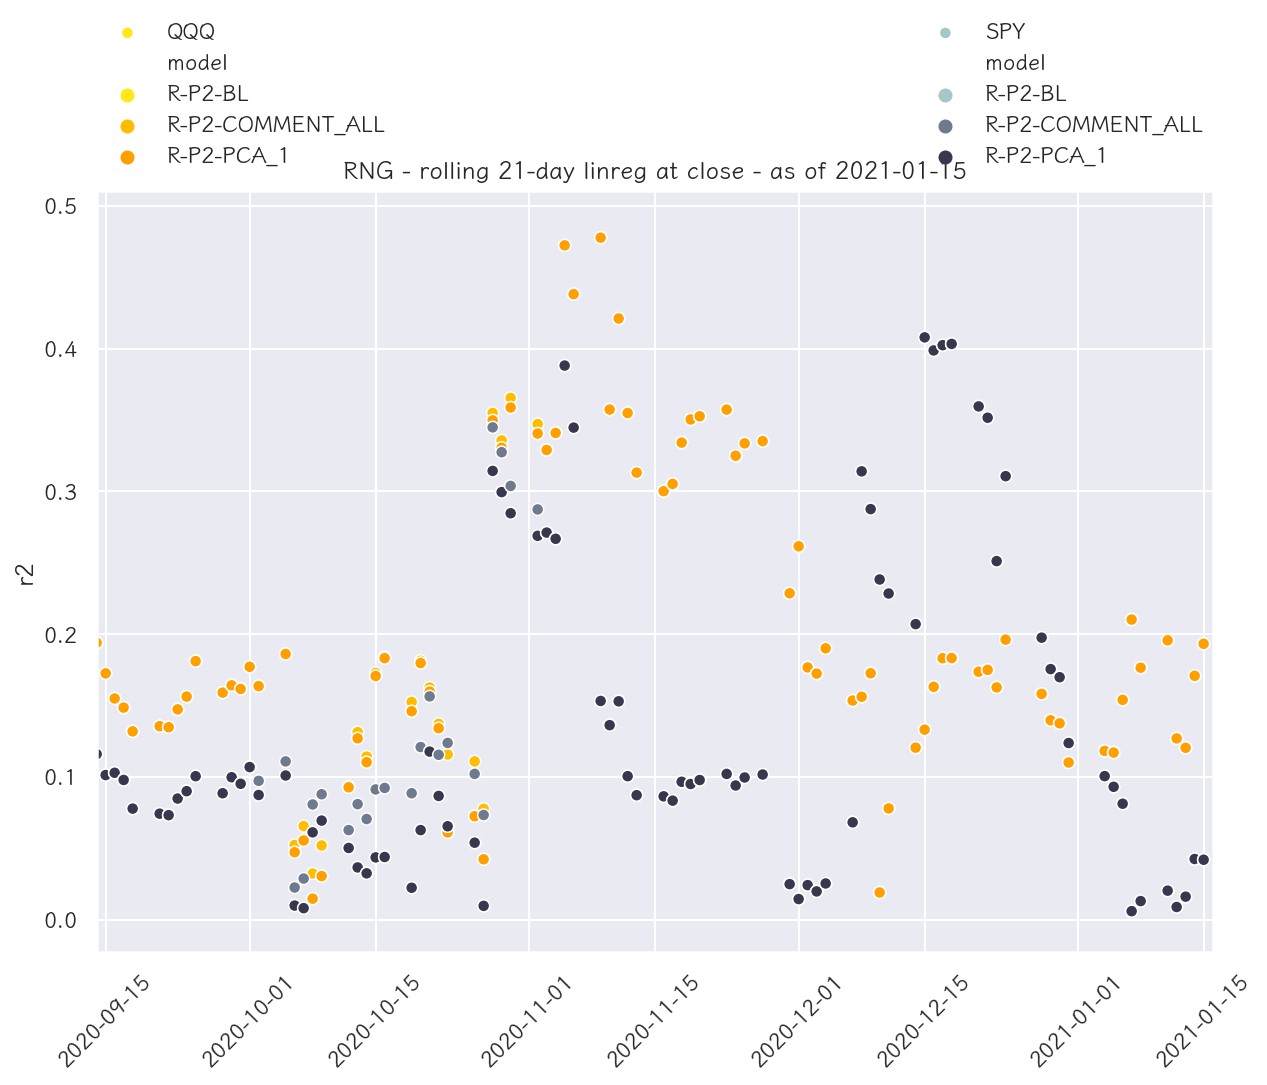 QQQ
model
R-P2-BL
R-P2-COMMENT_ALL
R-P2-PCA_1
SPY
model
R-P2-BL
R-P2-COMMENT_ALL
R-P2-PCA_1
RNG - rolling 21-day linreg at close - as of 2021-01-15
0.5
0.4
0.3
0.2
0.1
0.0
r2
2020-09-15
2020-10-01
2020-10-15
2020-11-01
2020-11-15
2020-12-01
2020-12-15
2021-01-01
2021-01-15